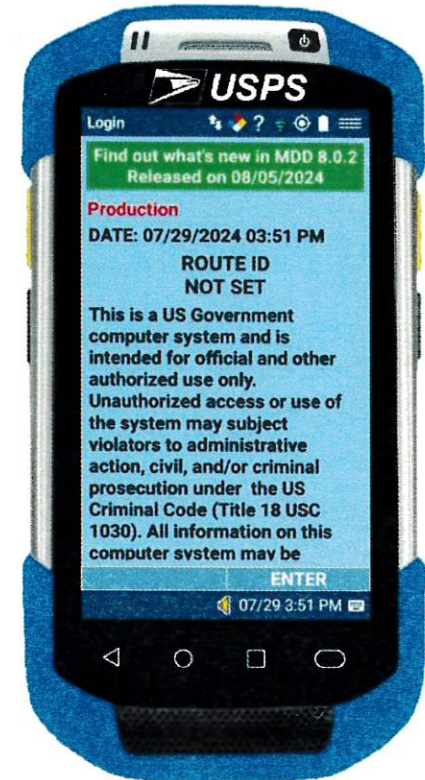 USPS
Login
Find out what's new in MDD 8.0.2
Released on 08/05/2024
Production
DATE: 07/29/2024 03:51 PM
ROUTE ID
NOT SET
This is a US Government
computer system and is
intended for official and other
authorized use only.
Unauthorized access or use of
the system may subject
violators to administrative
action, civil, and/or criminal
prosecution under the US
Criminal Code (Title 18 USC
1030). All information on this
computer system may be
ENTER
07/29 3:51 PM